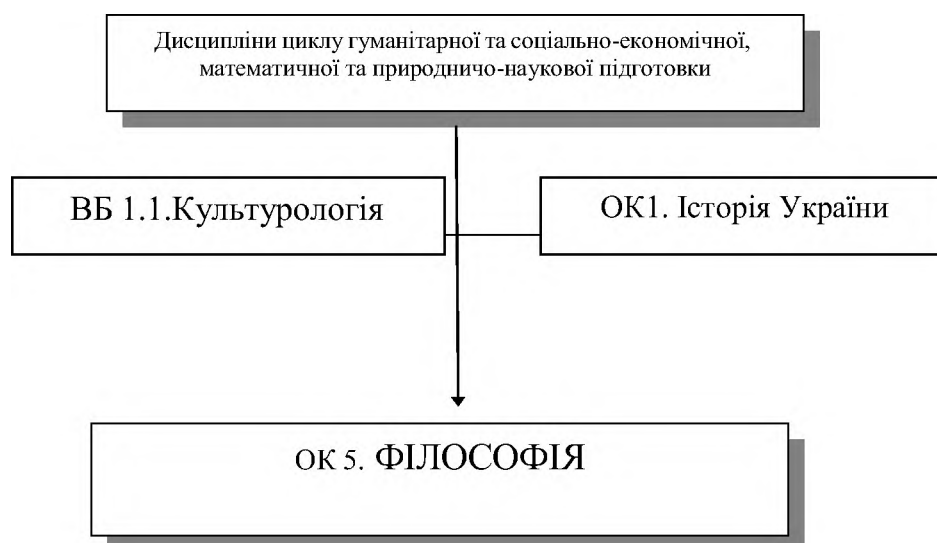 Дисципліни циклу гуманітарної та соціально-економічної,
математичної та природничо-наукової підготовки
ВБ 1.1.Культурологія
ОК1. Історія України
ОК 5. ФІЛОСОФІЯ